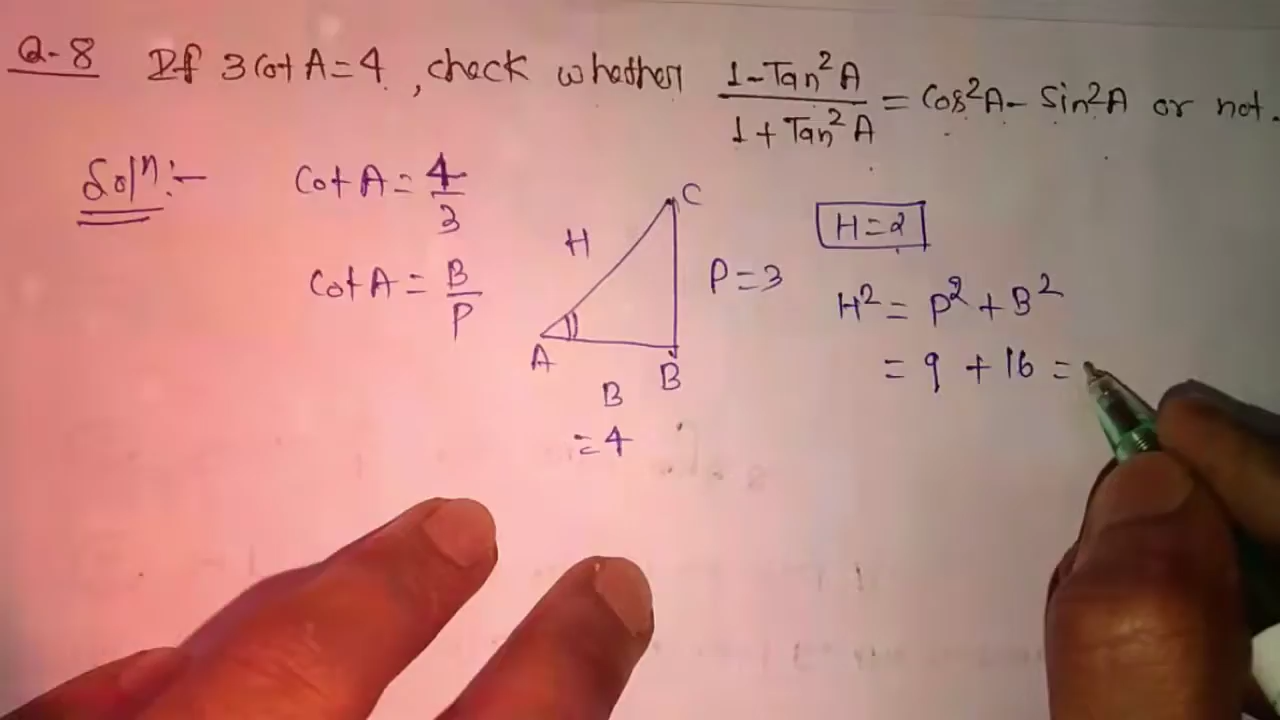 Q-8 If 3 Cot A = 4, check whether (1 - Tan²A)/(1 + Tan²A) = Cos²A - Sin²A or not.
Solⁿ :-
Cot A = 4/3
Cot A = B/P
C
H
P = 3
A
B
B
= 4
H = 2
H² = P² + B²
= 9 + 16 =